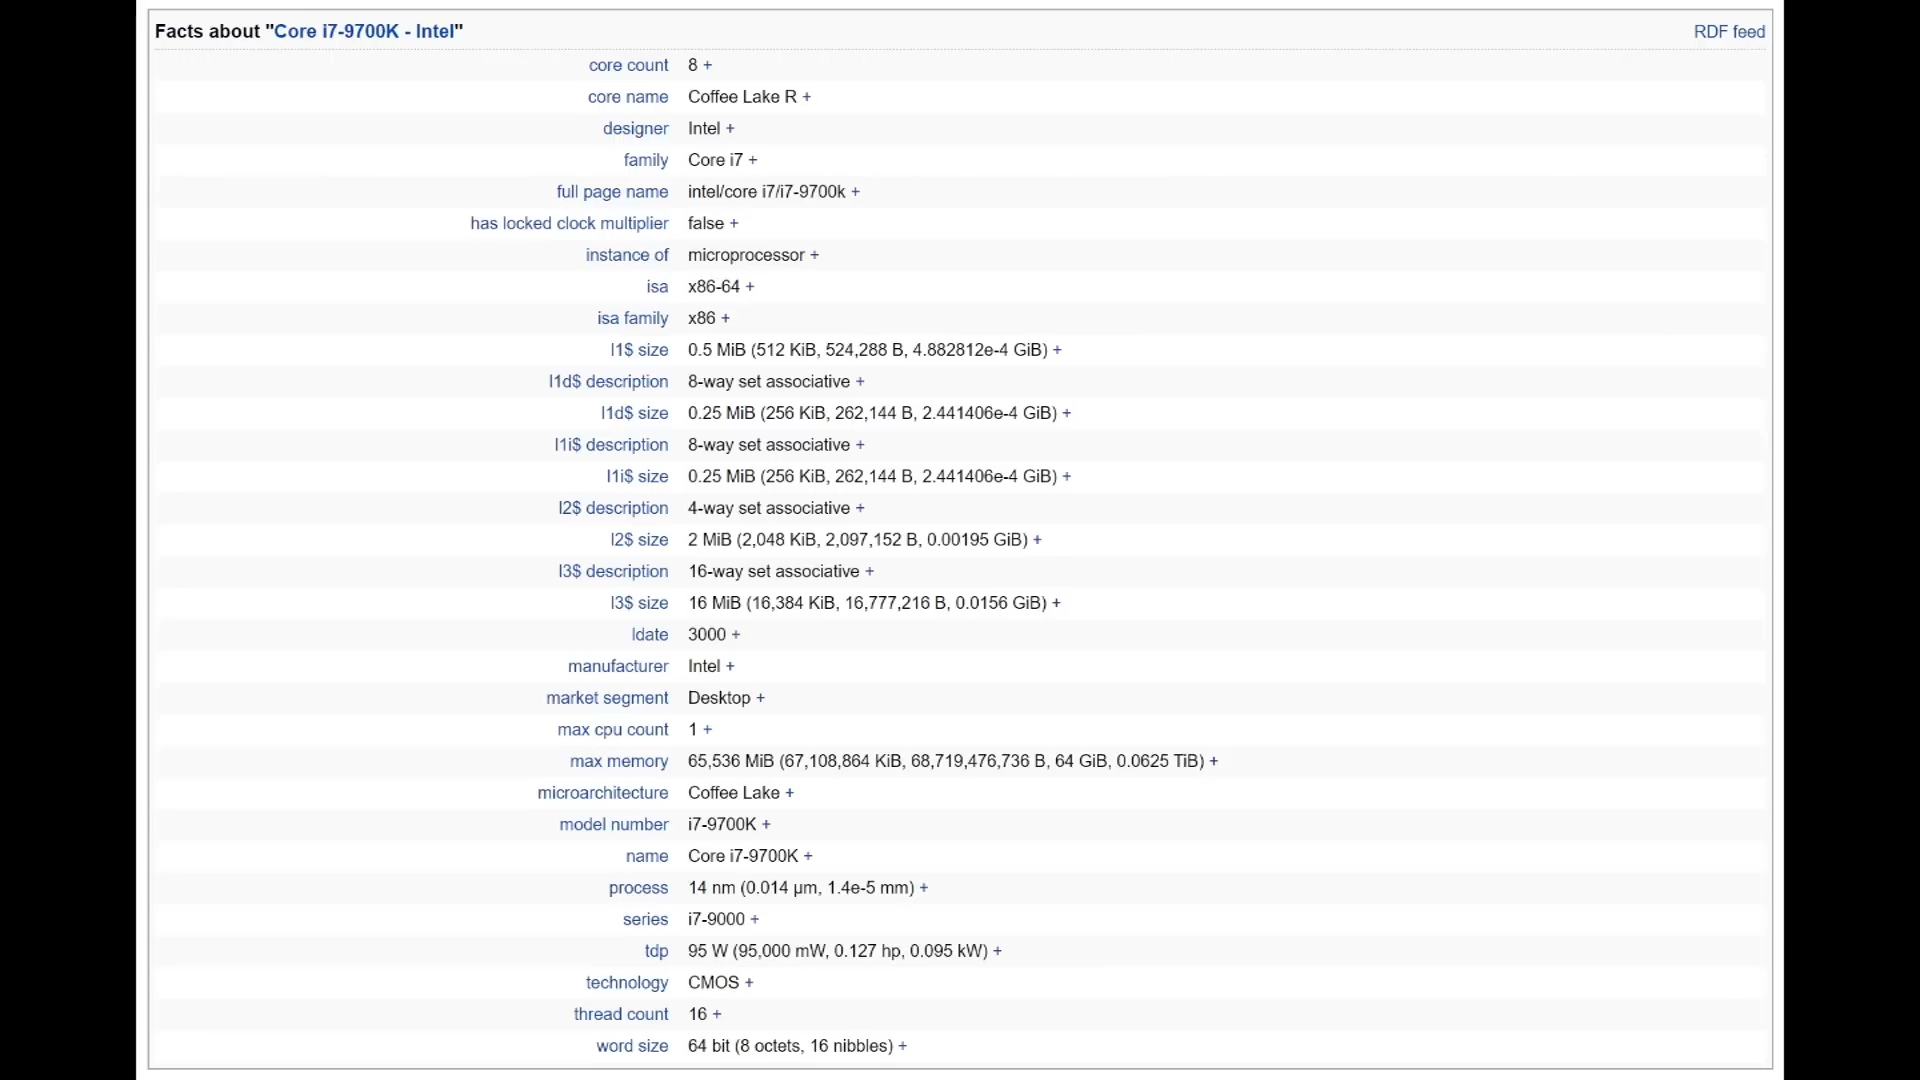 Facts about "Core i7-9700K - Intel" RDF feed
core count 8 +
core name Coffee Lake R +
designer Intel +
family Core i7 +
full page name intel/core i7/i7-9700k +
has locked clock multiplier false +
instance of microprocessor +
isa x86-64 +
isa family x86 +
l1$ size 0.5 MiB (512 KiB, 524,288 B, 4.882812e-4 GiB) +
l1d$ description 8-way set associative +
l1d$ size 0.25 MiB (256 KiB, 262,144 B, 2.441406e-4 GiB) +
l1i$ description 8-way set associative +
l1i$ size 0.25 MiB (256 KiB, 262,144 B, 2.441406e-4 GiB) +
l2$ description 4-way set associative +
l2$ size 2 MiB (2,048 KiB, 2,097,152 B, 0.00195 GiB) +
l3$ description 16-way set associative +
l3$ size 16 MiB (16,384 KiB, 16,777,216 B, 0.0156 GiB) +
ldate 3000 +
manufacturer Intel +
market segment Desktop +
max cpu count 1 +
max memory 65,536 MiB (67,108,864 KiB, 68,719,476,736 B, 64 GiB, 0.0625 TiB) +
microarchitecture Coffee Lake +
model number i7-9700K +
name Core i7-9700K +
process 14 nm (0.014 μm, 1.4e-5 mm) +
series i7-9000 +
tdp 95 W (95,000 mW, 0.127 hp, 0.095 kW) +
technology CMOS +
thread count 16 +
word size 64 bit (8 octets, 16 nibbles) +